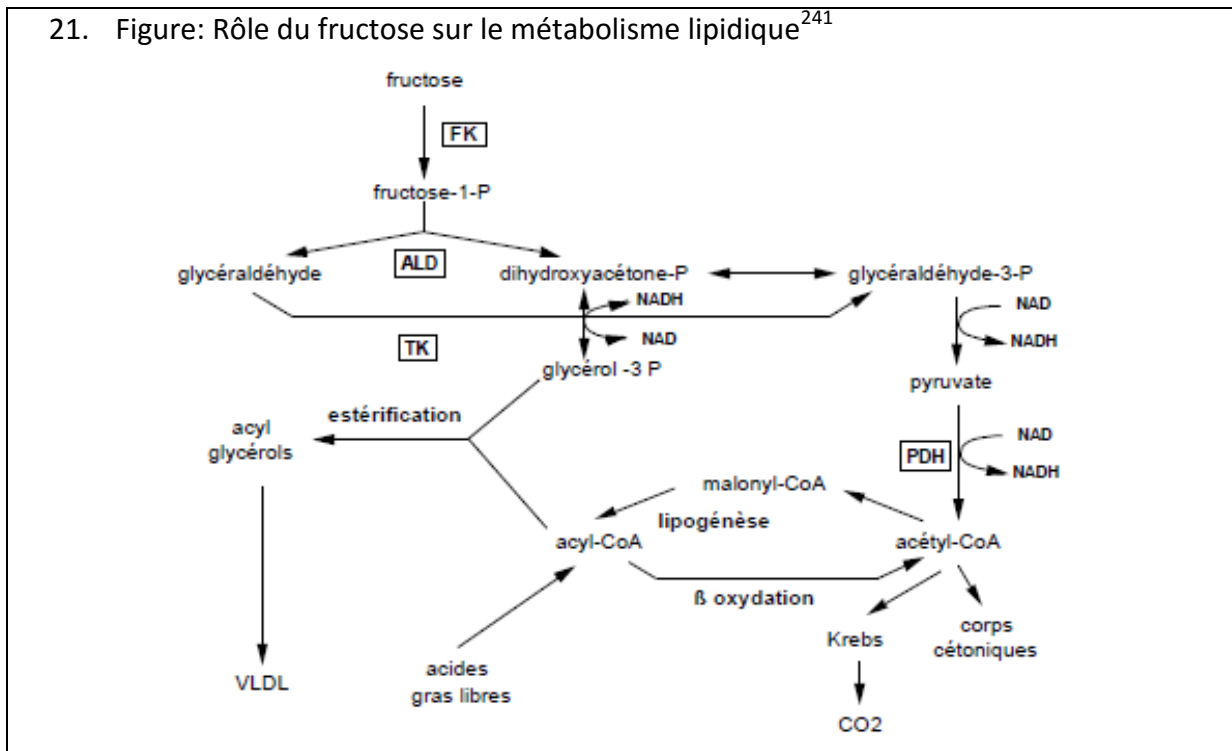 21. Figure: Rôle du fructose sur le métabolisme lipidique241
fructose
FK
fructose-1-P
glycéraldéhyde
ALD
dihydroxyacétone-P
glycéraldéhyde-3-P
NADH
NAD
NAD
NADH
TK
glycérol -3 P
pyruvate
estérification
acyl
glycérols
NAD
PDH
NADH
malonyl-CoA
lipogénèse
acyl-CoA
acétyl-CoA
ß oxydation
Krebs
corps
cétoniques
VLDL
acides
gras libres
CO2